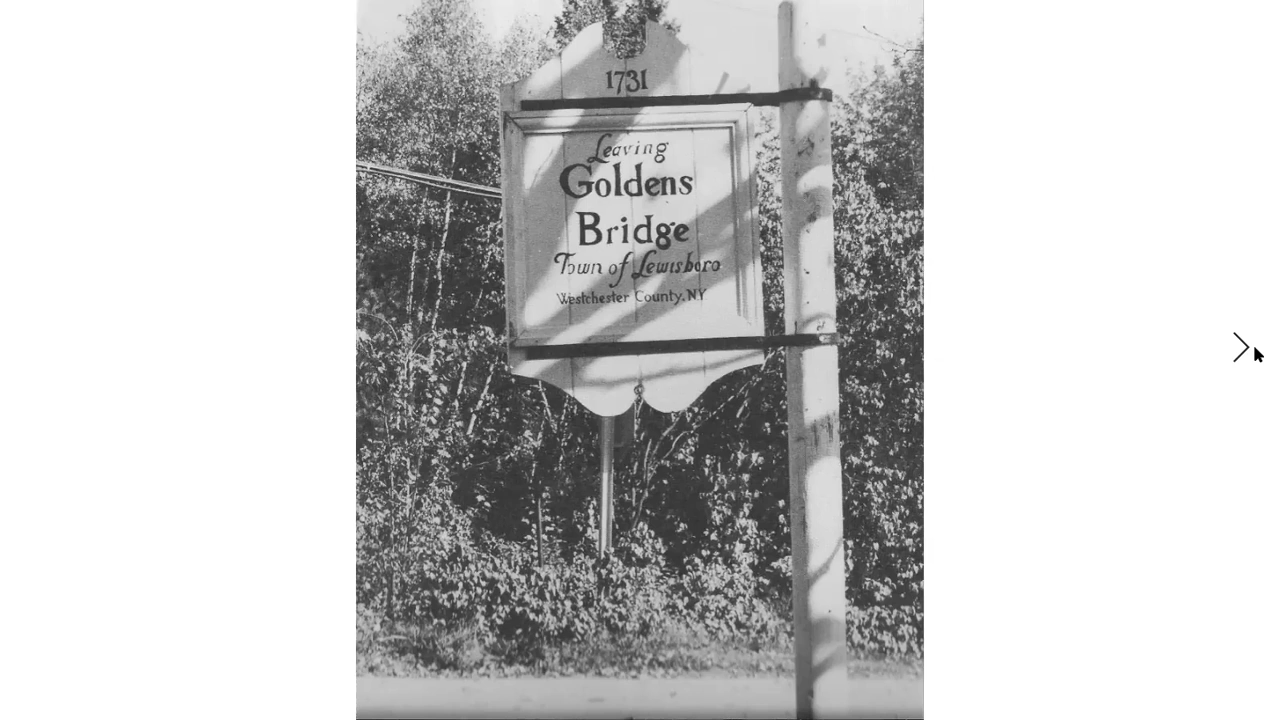 1731
Leaving
Goldens
Bridge
Town of Lewisboro
Westchester County, NY